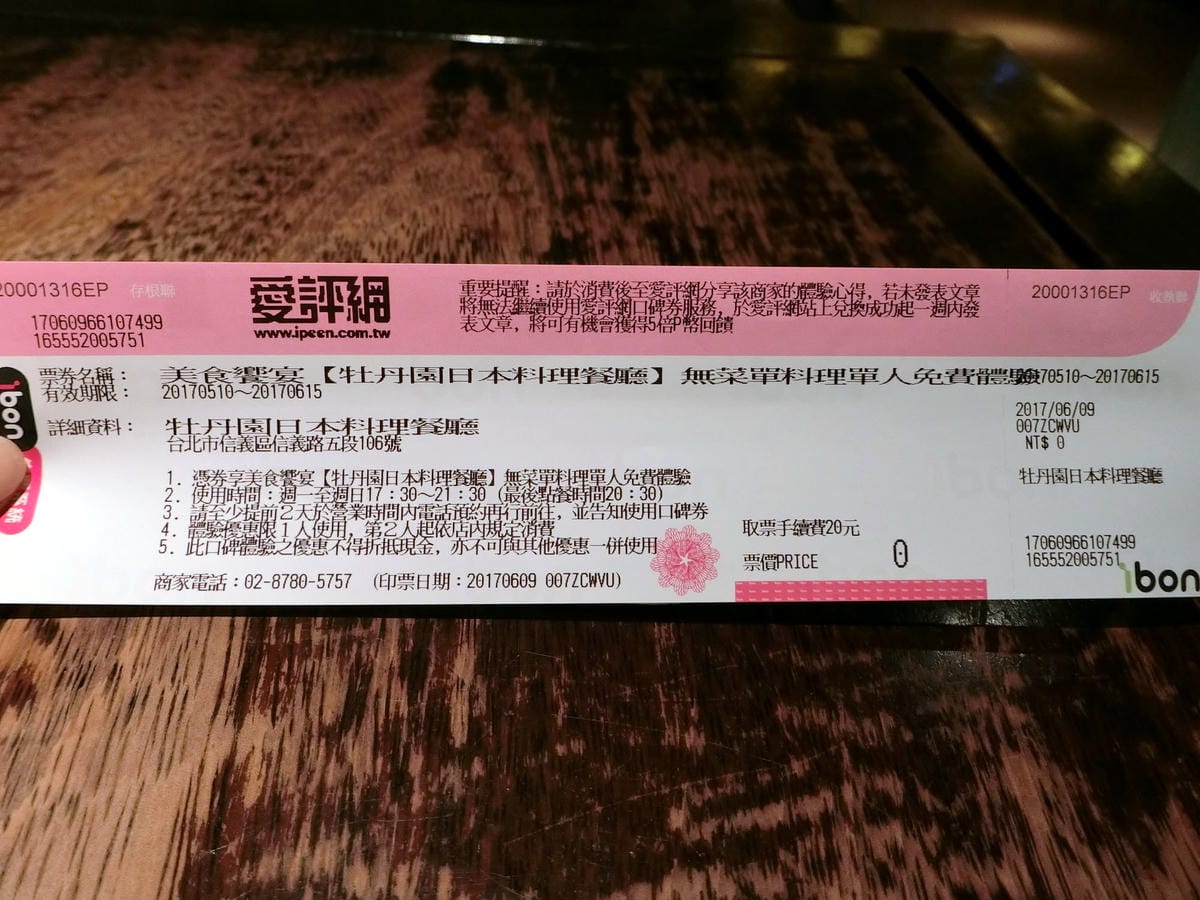 20001316EP 存根聯
17060966107499
165552005751
愛評網
www.ipeen.com.tw
重要提醒：請於消費後至愛評網分享該商家的體驗心得，若未發表文章
將無法繼續使用愛評網口碑券服務，於愛評網站上兌換成功起一週內發
表文章，將可有機會獲得5倍P幣回饋
20001316EP 收執聯
ibon
票券名稱： 美食饗宴【牡丹園日本料理餐廳】無菜單料理單人免費體驗
有效期限： 20170510～20170615
詳細資料： 牡丹園日本料理餐廳
台北市信義區信義路五段106號
1. 憑券享美食饗宴【牡丹園日本料理餐廳】無菜單料理單人免費體驗
2. 使用時間：週一至週日17：30～21：30 (最後點餐時間20：30)
3. 請至少提前2天於營業時間內電話預約再行前往，並告知使用口碑券
4. 體驗優惠限1人使用，第2人起依店內規定消費
5. 此口碑體驗之優惠不得折抵現金，亦不可與其他優惠一併使用
商家電話：02-8780-5757 (印票日期：20170609 007ZCWVU)
取票手續費20元
票價PRICE 0
70510～20170615
2017/06/09
007ZCWVU
NT$ 0
牡丹園日本料理餐廳
17060966107499
165552005751
ibon